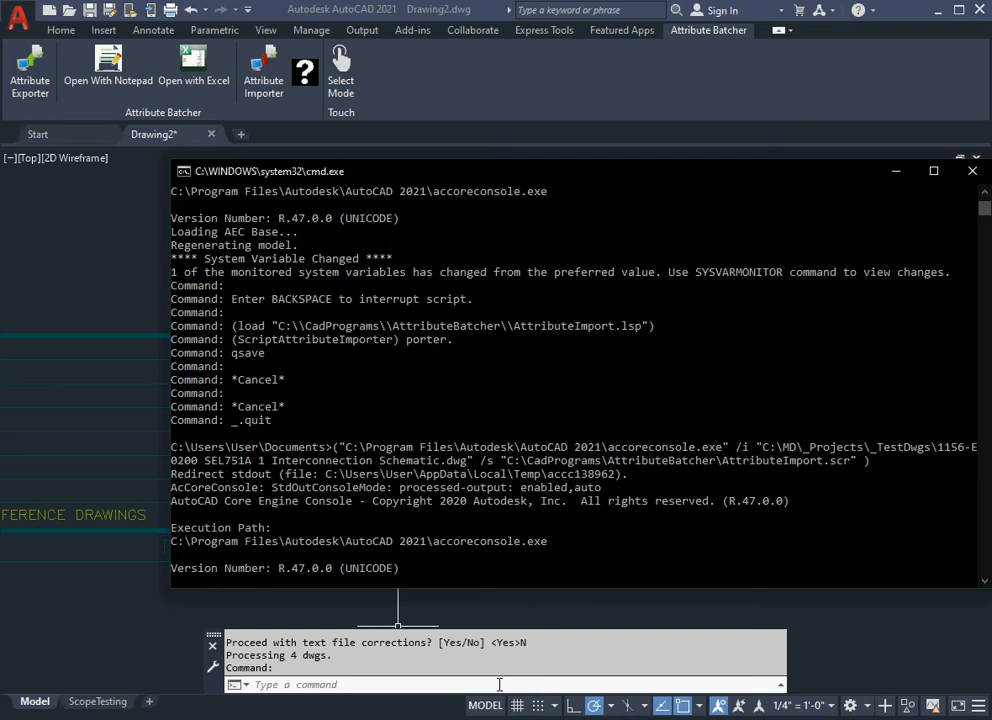 Autodesk AutoCAD 2021 Drawing2.dwg
Type a keyword or phrase
Sign In
Home Insert Annotate Parametric View Manage Output Add-ins Collaborate Express Tools Featured Apps Attribute Batcher
Attribute
Exporter
Open With Notepad
Open with Excel
Attribute
Importer
?
Select
Mode
Attribute Batcher
Touch
Start
Drawing2*
[−][Top][2D Wireframe]
C:\WINDOWS\system32\cmd.exe
C:\Program Files\Autodesk\AutoCAD 2021\accoreconsole.exe
Version Number: R.47.0.0 (UNICODE)
Loading AEC Base...
Regenerating model.
**** System Variable Changed ****
1 of the monitored system variables has changed from the preferred value. Use SYSVARMONITOR command to view changes.
Command:
Command: Enter BACKSPACE to interrupt script.
Command:
Command: (load "C:\\CadPrograms\\AttributeBatcher\\AttributeImport.lsp")
Command: (ScriptAttributeImporter) porter.
Command: qsave
Command:
Command: *Cancel*
Command:
Command: *Cancel*
Command: _.quit
C:\Users\User\Documents>("C:\Program Files\Autodesk\AutoCAD 2021\accoreconsole.exe" /i "C:\MD\_Projects\_TestDwgs\1156-E
0200 SEL751A 1 Interconnection Schematic.dwg" /s "C:\CadPrograms\AttributeBatcher\AttributeImport.scr" )
Redirect stdout (file: C:\Users\User\AppData\Local\Temp\accc138962).
AcCoreConsole: StdOutConsoleMode: processed-output: enabled,auto
AutoCAD Core Engine Console - Copyright 2020 Autodesk, Inc.  All rights reserved. (R.47.0.0)
Execution Path:
C:\Program Files\Autodesk\AutoCAD 2021\accoreconsole.exe
Version Number: R.47.0.0 (UNICODE)
FERENCE DRAWINGS
Proceed with text file corrections? [Yes/No] <Yes>N
Processing 4 dwgs.
Command:
Type a command
Model
ScopeTesting
MODEL
1/4" = 1'-0"